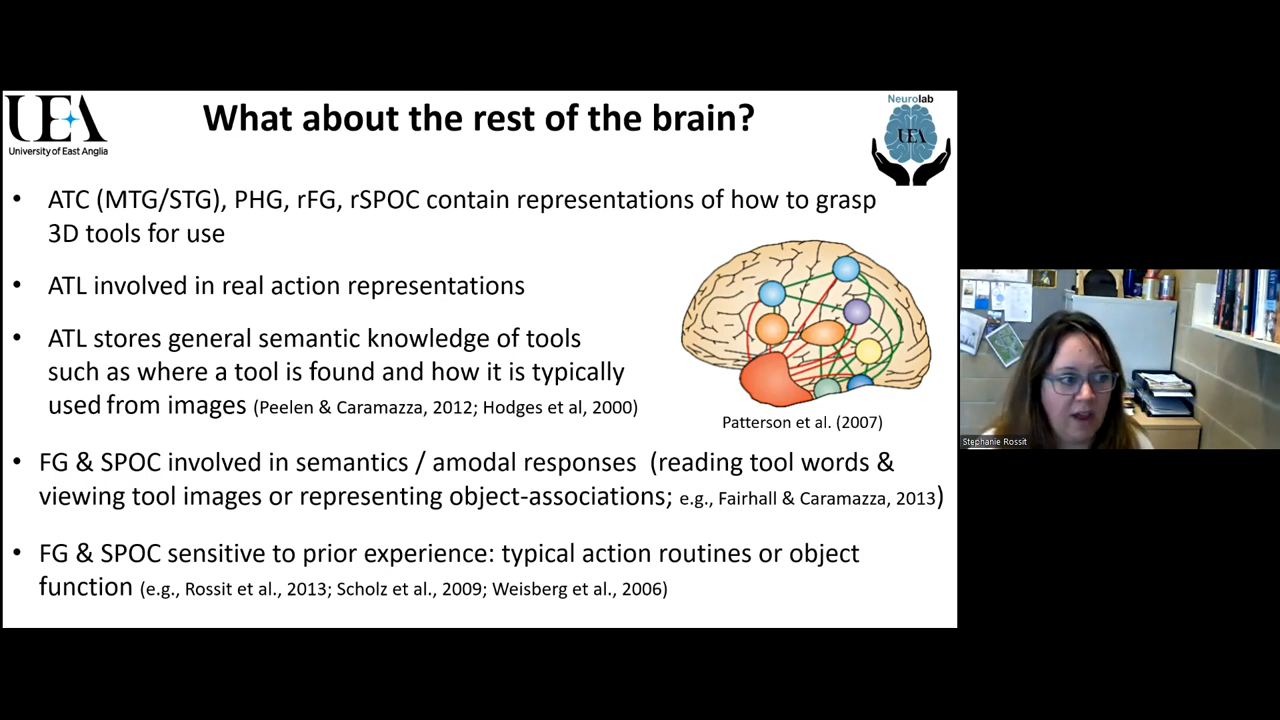 UEA
University of East Anglia
What about the rest of the brain?
Neurolab
UEA
• ATC (MTG/STG), PHG, rFG, rSPOC contain representations of how to grasp
3D tools for use
• ATL involved in real action representations
• ATL stores general semantic knowledge of tools
such as where a tool is found and how it is typically
used from images (Peelen & Caramazza, 2012; Hodges et al, 2000)
Patterson et al. (2007)
• FG & SPOC involved in semantics / amodal responses (reading tool words &
viewing tool images or representing object-associations; e.g., Fairhall & Caramazza, 2013)
• FG & SPOC sensitive to prior experience: typical action routines or object
function (e.g., Rossit et al., 2013; Scholz et al., 2009; Weisberg et al., 2006)
Stephanie Rossit